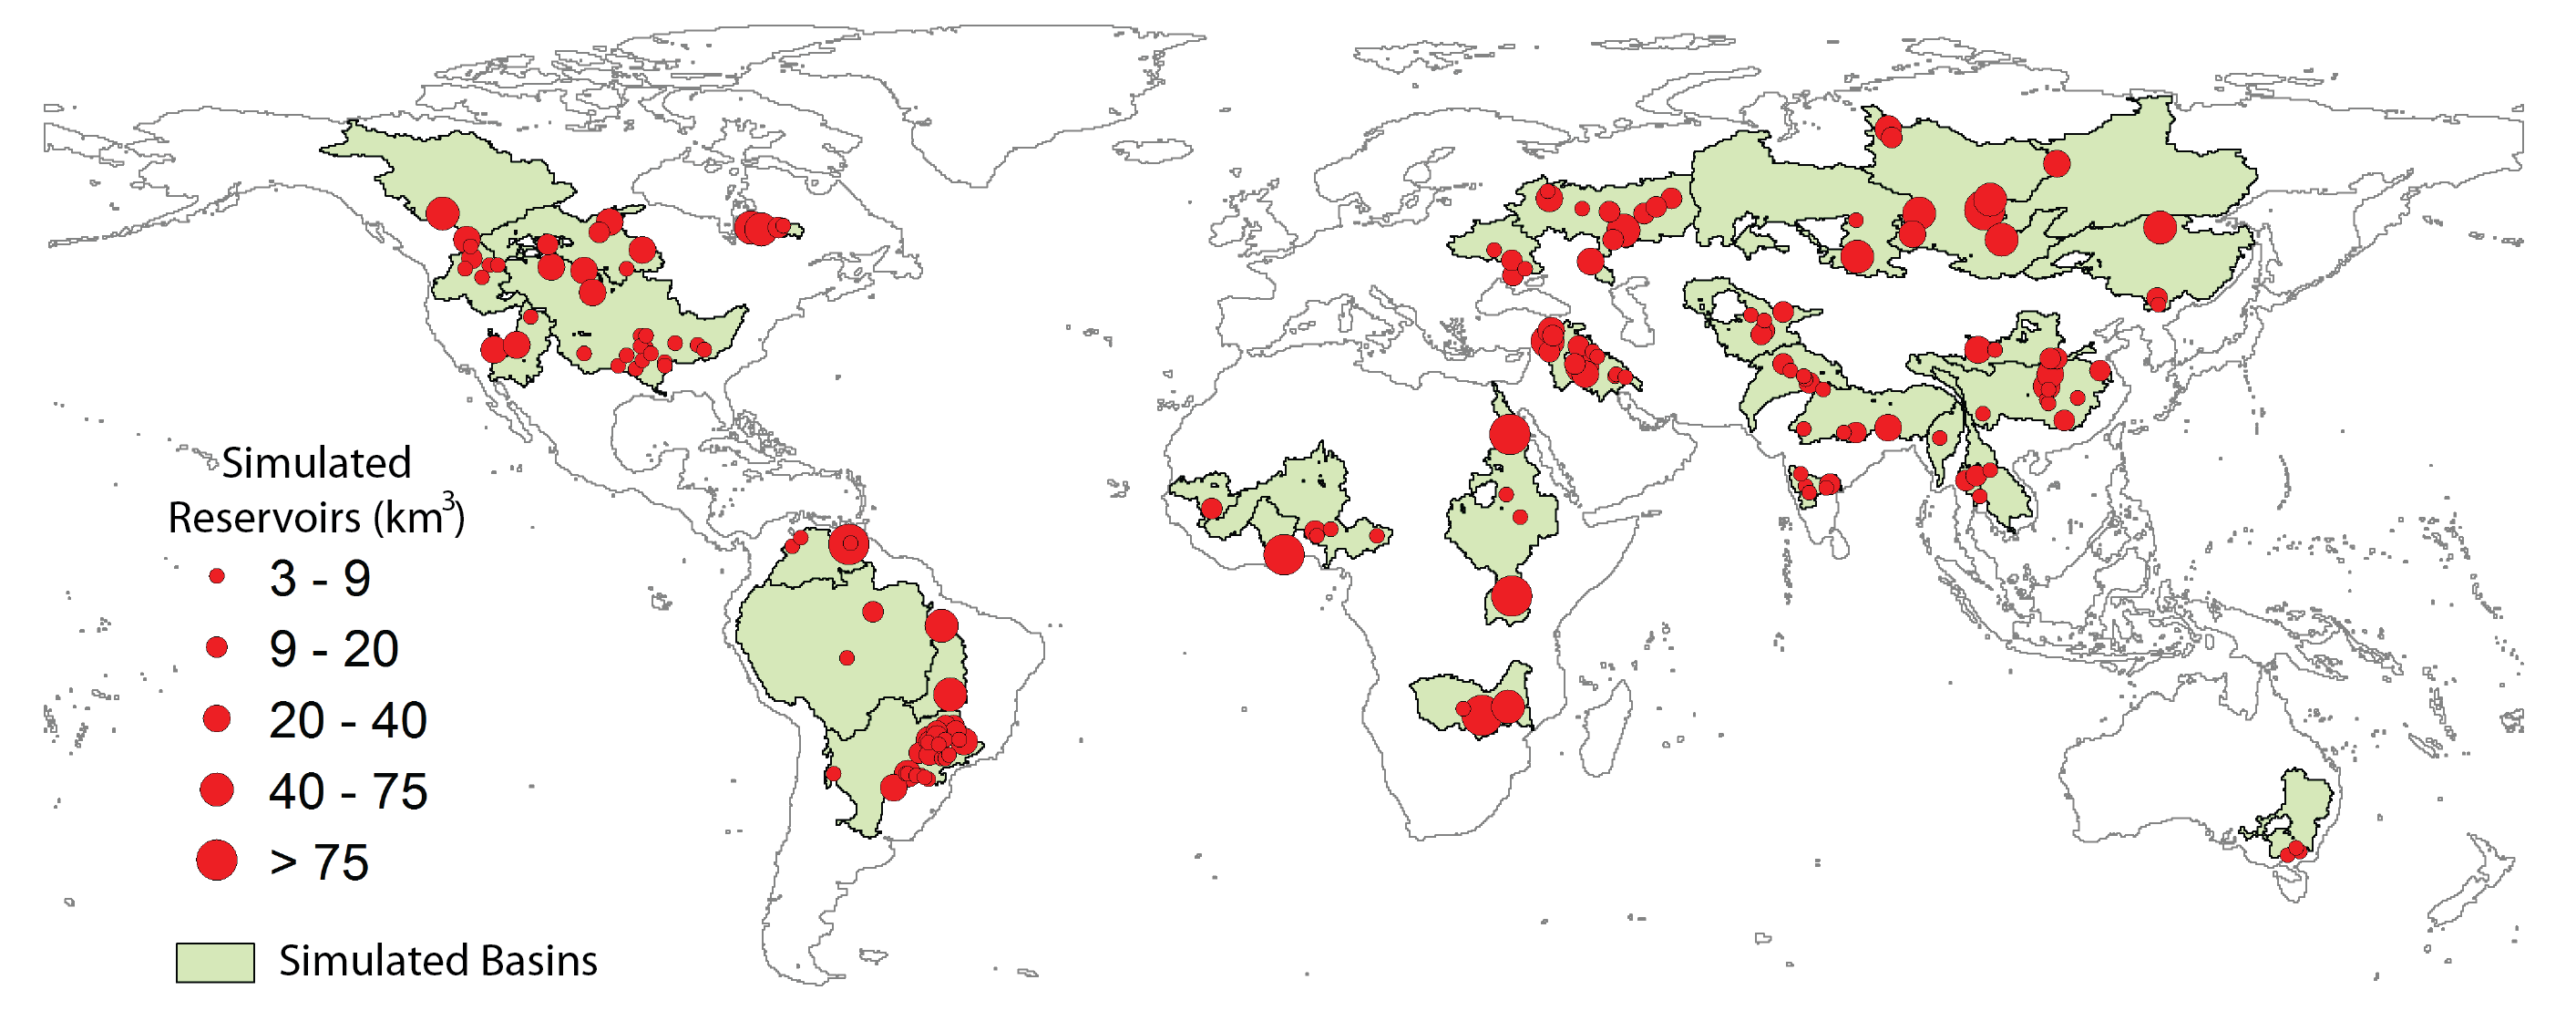 Simulated
Reservoirs (km³)
3 - 9
9 - 20
20 - 40
40 - 75
> 75
Simulated Basins